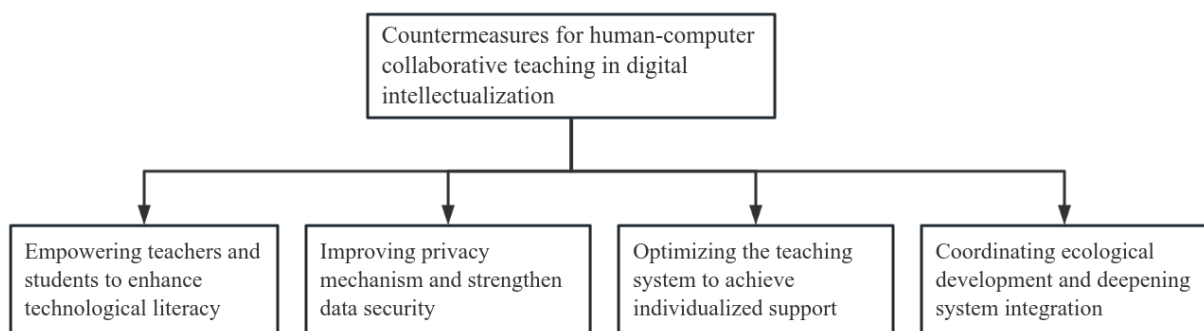 Countermeasures for human-computer
collaborative teaching in digital
intellectualization
Empowering teachers and
students to enhance
technological literacy
Improving privacy
mechanism and strengthen
data security
Optimizing the teaching
system to achieve
individualized support
Coordinating ecological
development and deepening
system integration